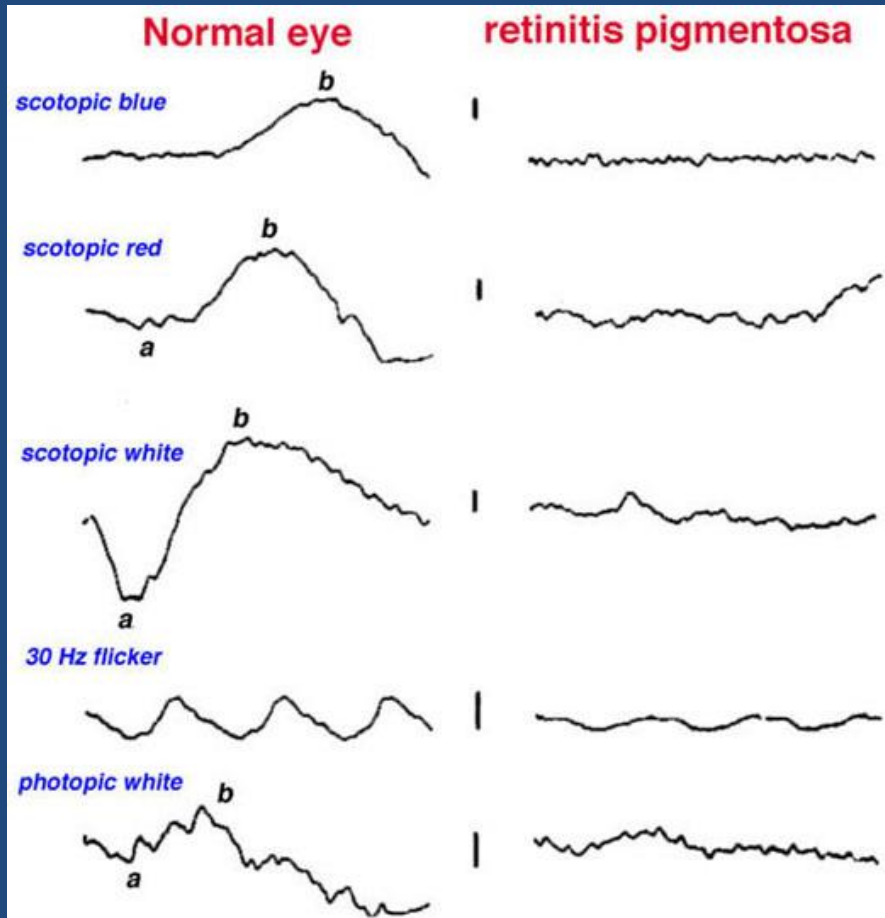 Normal eye retinitis pigmentosa
scotopic blue
b
scotopic red
b
a
scotopic white
b
a
30 Hz flicker
photopic white
b
a